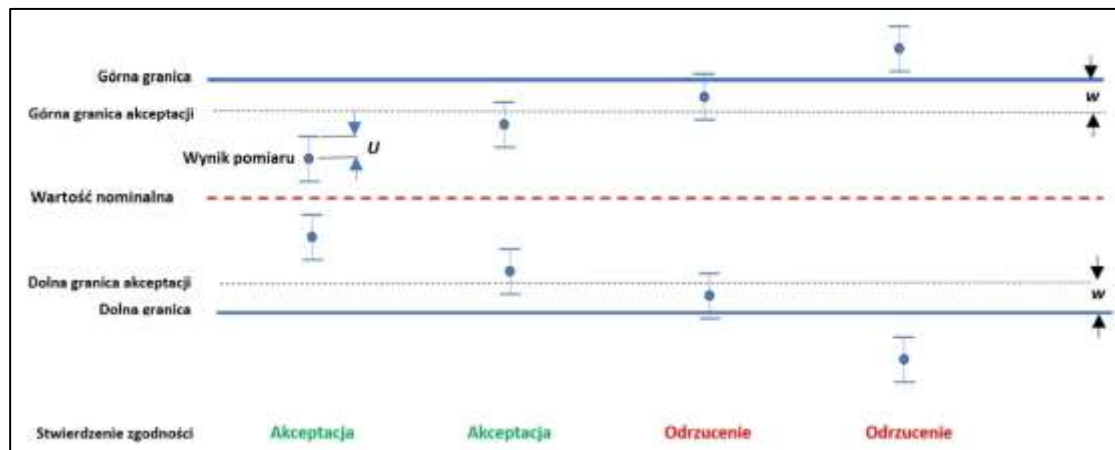 Górna granica
w
Górna granica akceptacji
U
Wynik pomiaru
Wartość nominalna
Dolna granica akceptacji
w
Dolna granica
Stwierdzenie zgodności Akceptacja Akceptacja Odrzucenie Odrzucenie